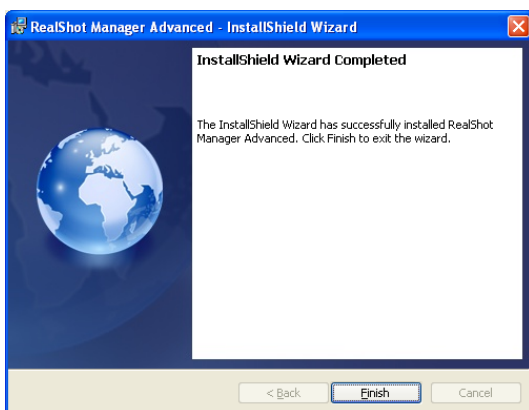 RealShot Manager Advanced - InstallShield Wizard
InstallShield Wizard Completed
The InstallShield Wizard has successfully installed RealShot
Manager Advanced. Click Finish to exit the wizard.
< Back
Finish
Cancel